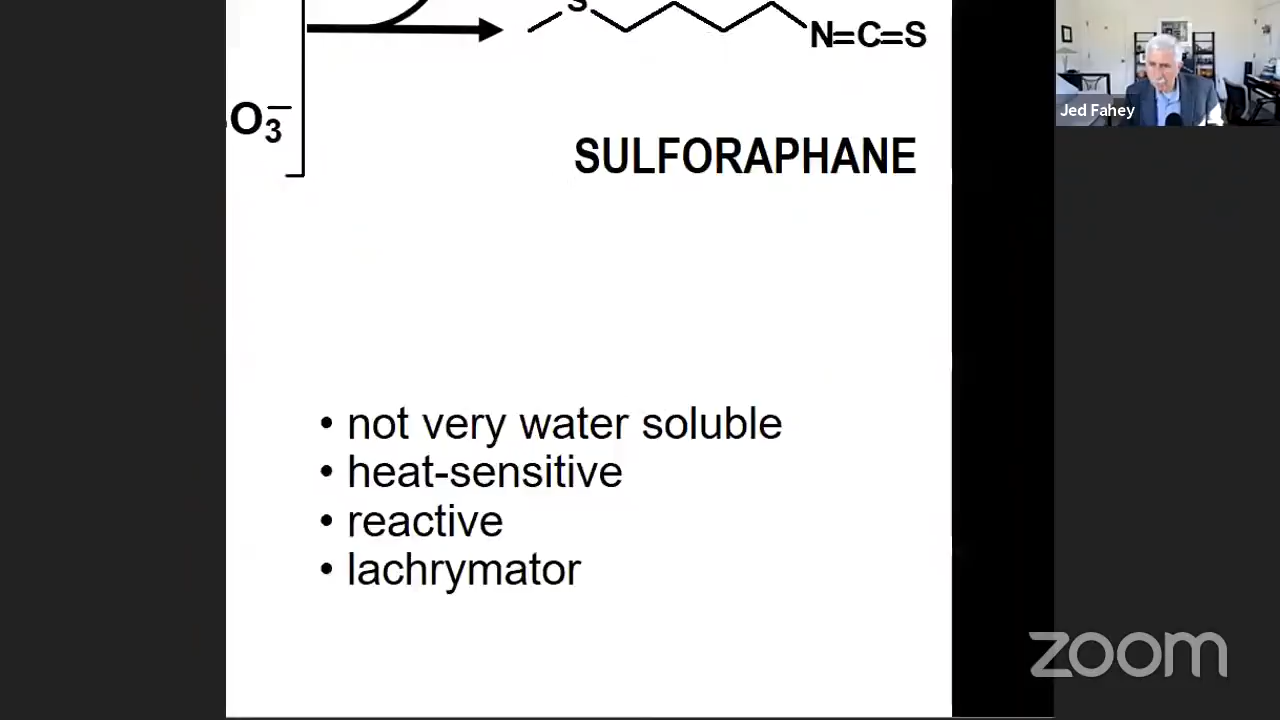 S
N=C=S
Jed Fahey
O₃⁻
SULFORAPHANE
• not very water soluble
• heat-sensitive
• reactive
• lachrymator
zoom